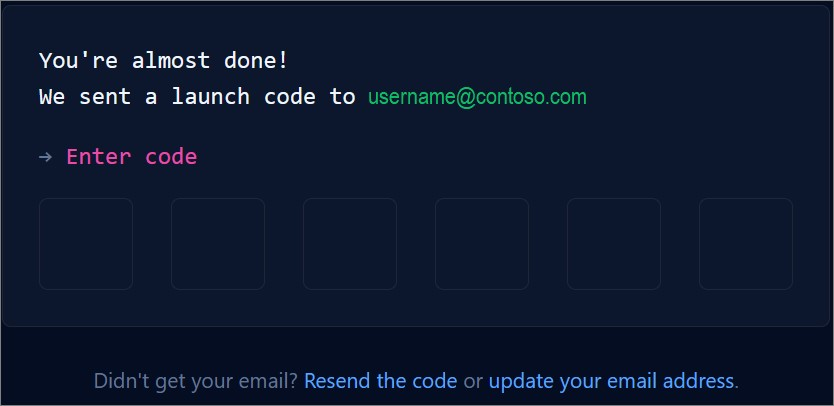 You're almost done!
We sent a launch code to username@contoso.com
→ Enter code
Didn't get your email? Resend the code or update your email address.